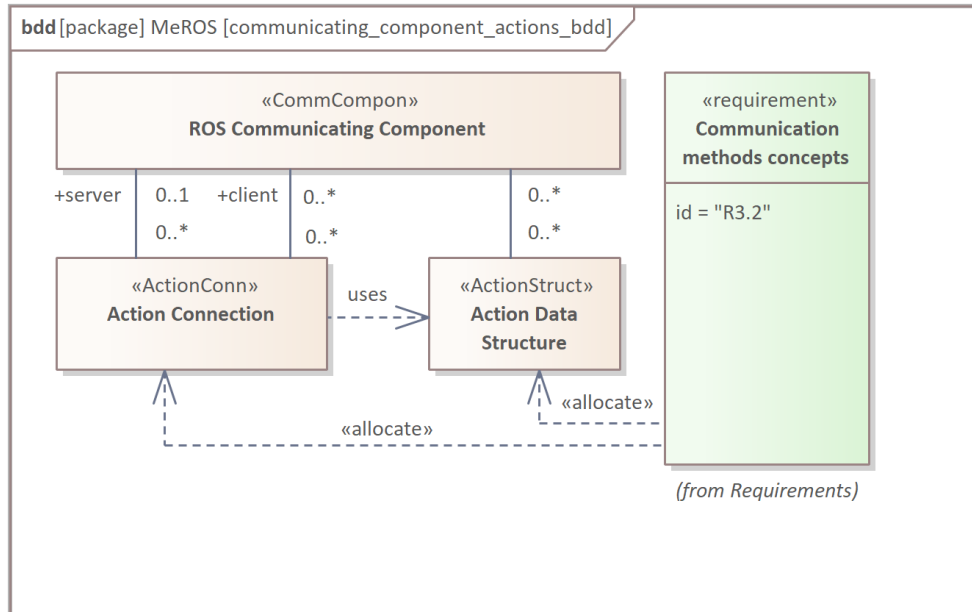 bdd [package] MeROS [communicating_component_actions_bdd]
«CommCompon»
ROS Communicating Component
«requirement»
Communication
methods concepts
id = "R3.2"
+server 0..1 +client 0..* 0..*
0..* 0..* 0..*
«ActionConn»
Action Connection
uses
«ActionStruct»
Action Data
Structure
«allocate»
«allocate»
(from Requirements)